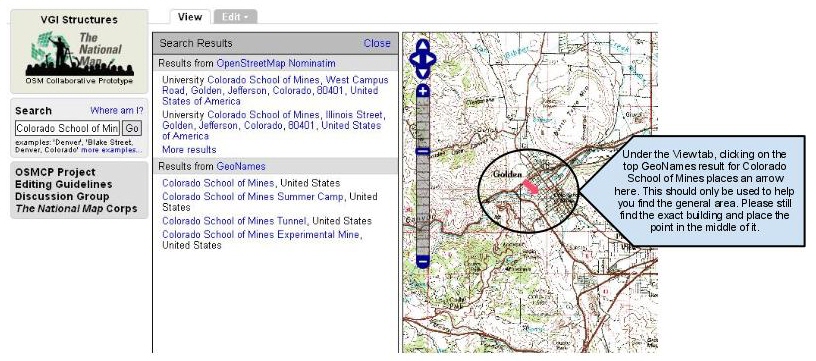 VGI Structures
The
National
Map
OSM Collaborative Prototype
Search
Where am I?
Colorado School of Min
Go
examples: 'Denver', 'Blake Street,
Denver, Colorado' more examples...
OSMCP Project
Editing Guidelines
Discussion Group
The National Map Corps
View
Edit
Search Results
Close
Results from OpenStreetMap Nominatim
University Colorado School of Mines, West Campus
Road, Golden, Jefferson, Colorado, 80401, United
States of America
University Colorado School of Mines, Illinois Street,
Golden, Jefferson, Colorado, 80401, United States
of America
More results
Results from GeoNames
Colorado School of Mines, United States
Colorado School of Mines Summer Camp, United
States
Colorado School of Mines Tunnel, United States
Colorado School of Mines Experimental Mine,
United States
Golden
Under the Viewtab, clicking on the
top GeoNames result for Colorado
School of Mines places an arrow
here. This should only be used to help
you find the general area. Please still
find the exact building and place the
point in the middle of it.